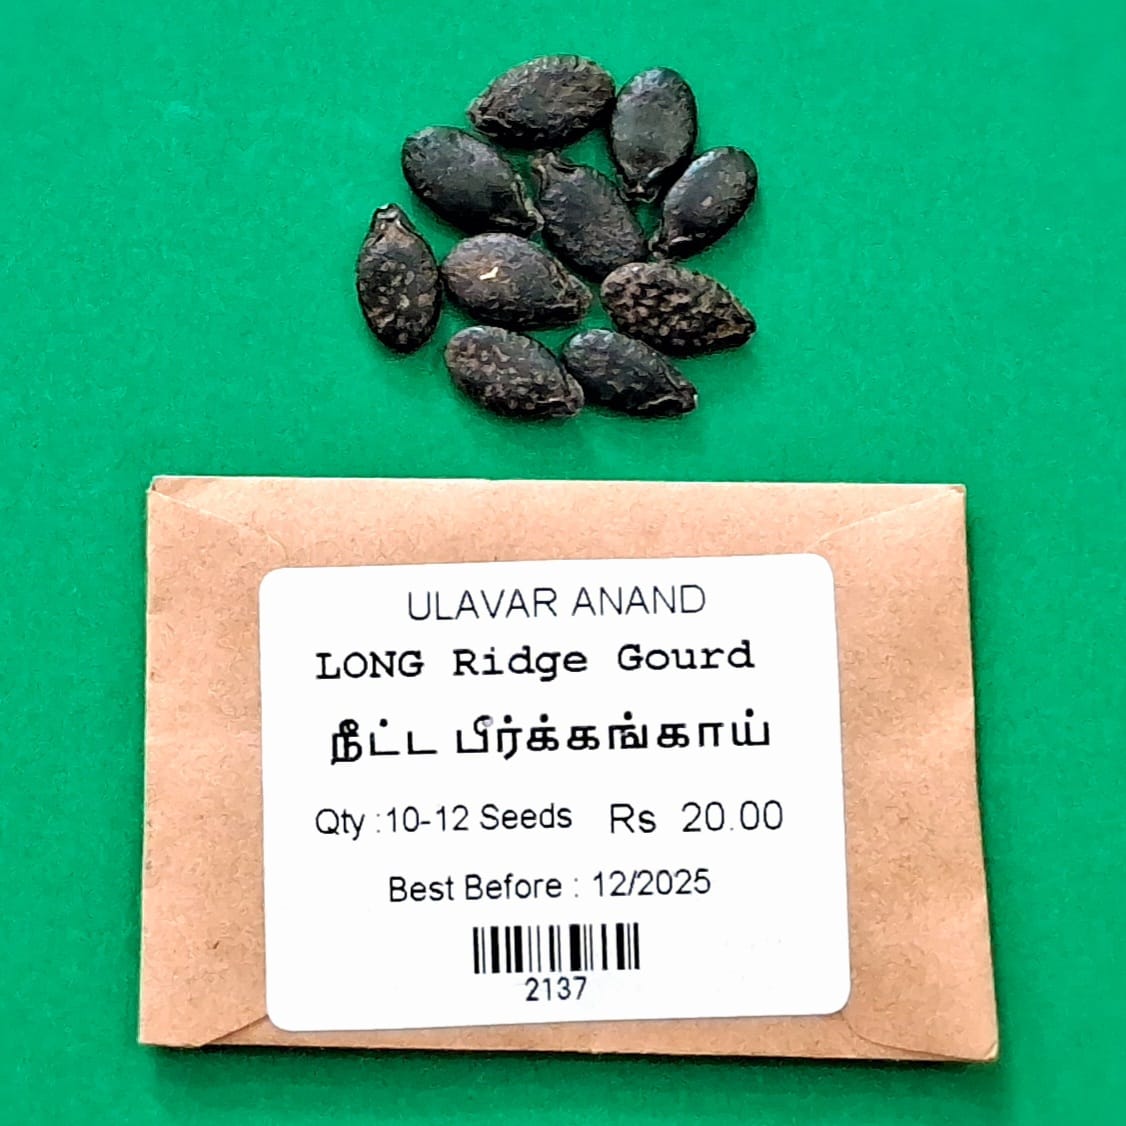 ULAVAR ANAND
LONG Ridge Gourd
நீட்ட பீர்க்கங்காய்
Qty :10-12 Seeds Rs 20.00
Best Before : 12/2025
2137